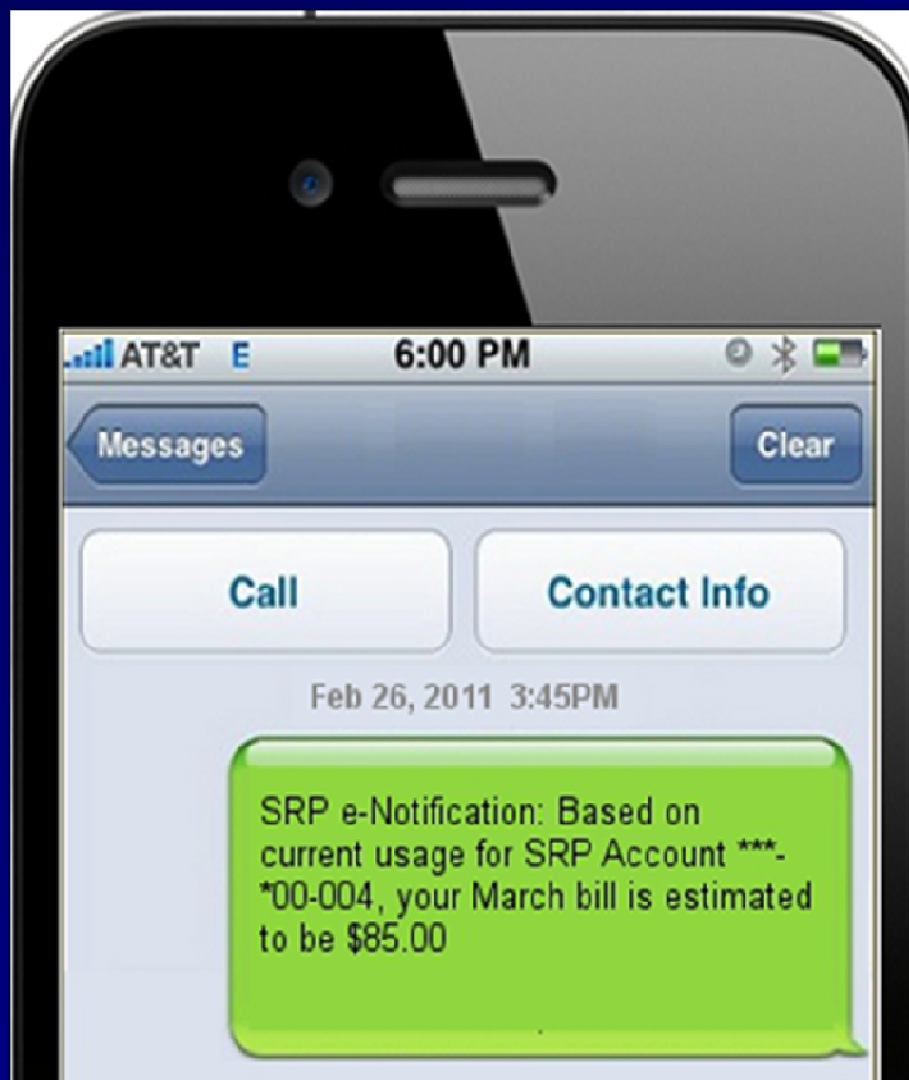 AT&T E 6:00 PM
Messages Clear
Call Contact Info
Feb 26, 2011 3:45PM
SRP e-Notification: Based on
current usage for SRP Account ***-
*00-004, your March bill is estimated
to be $85.00